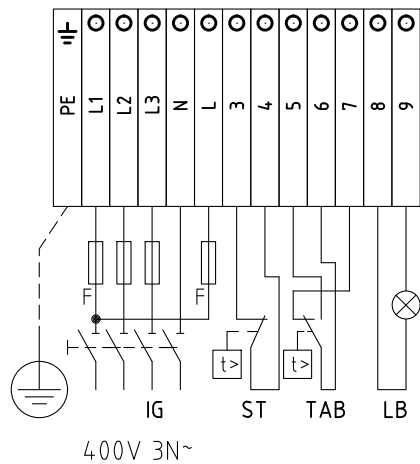 PE L1 L2 L3 N L 3 4 5 6 7 8 9
F F
t> t>
IG ST TAB LB
400V 3N~